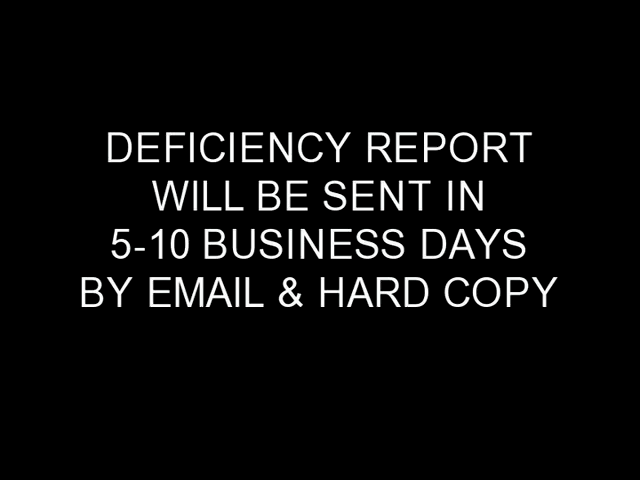 DEFICIENCY REPORT
WILL BE SENT IN
5-10 BUSINESS DAYS
BY EMAIL & HARD COPY